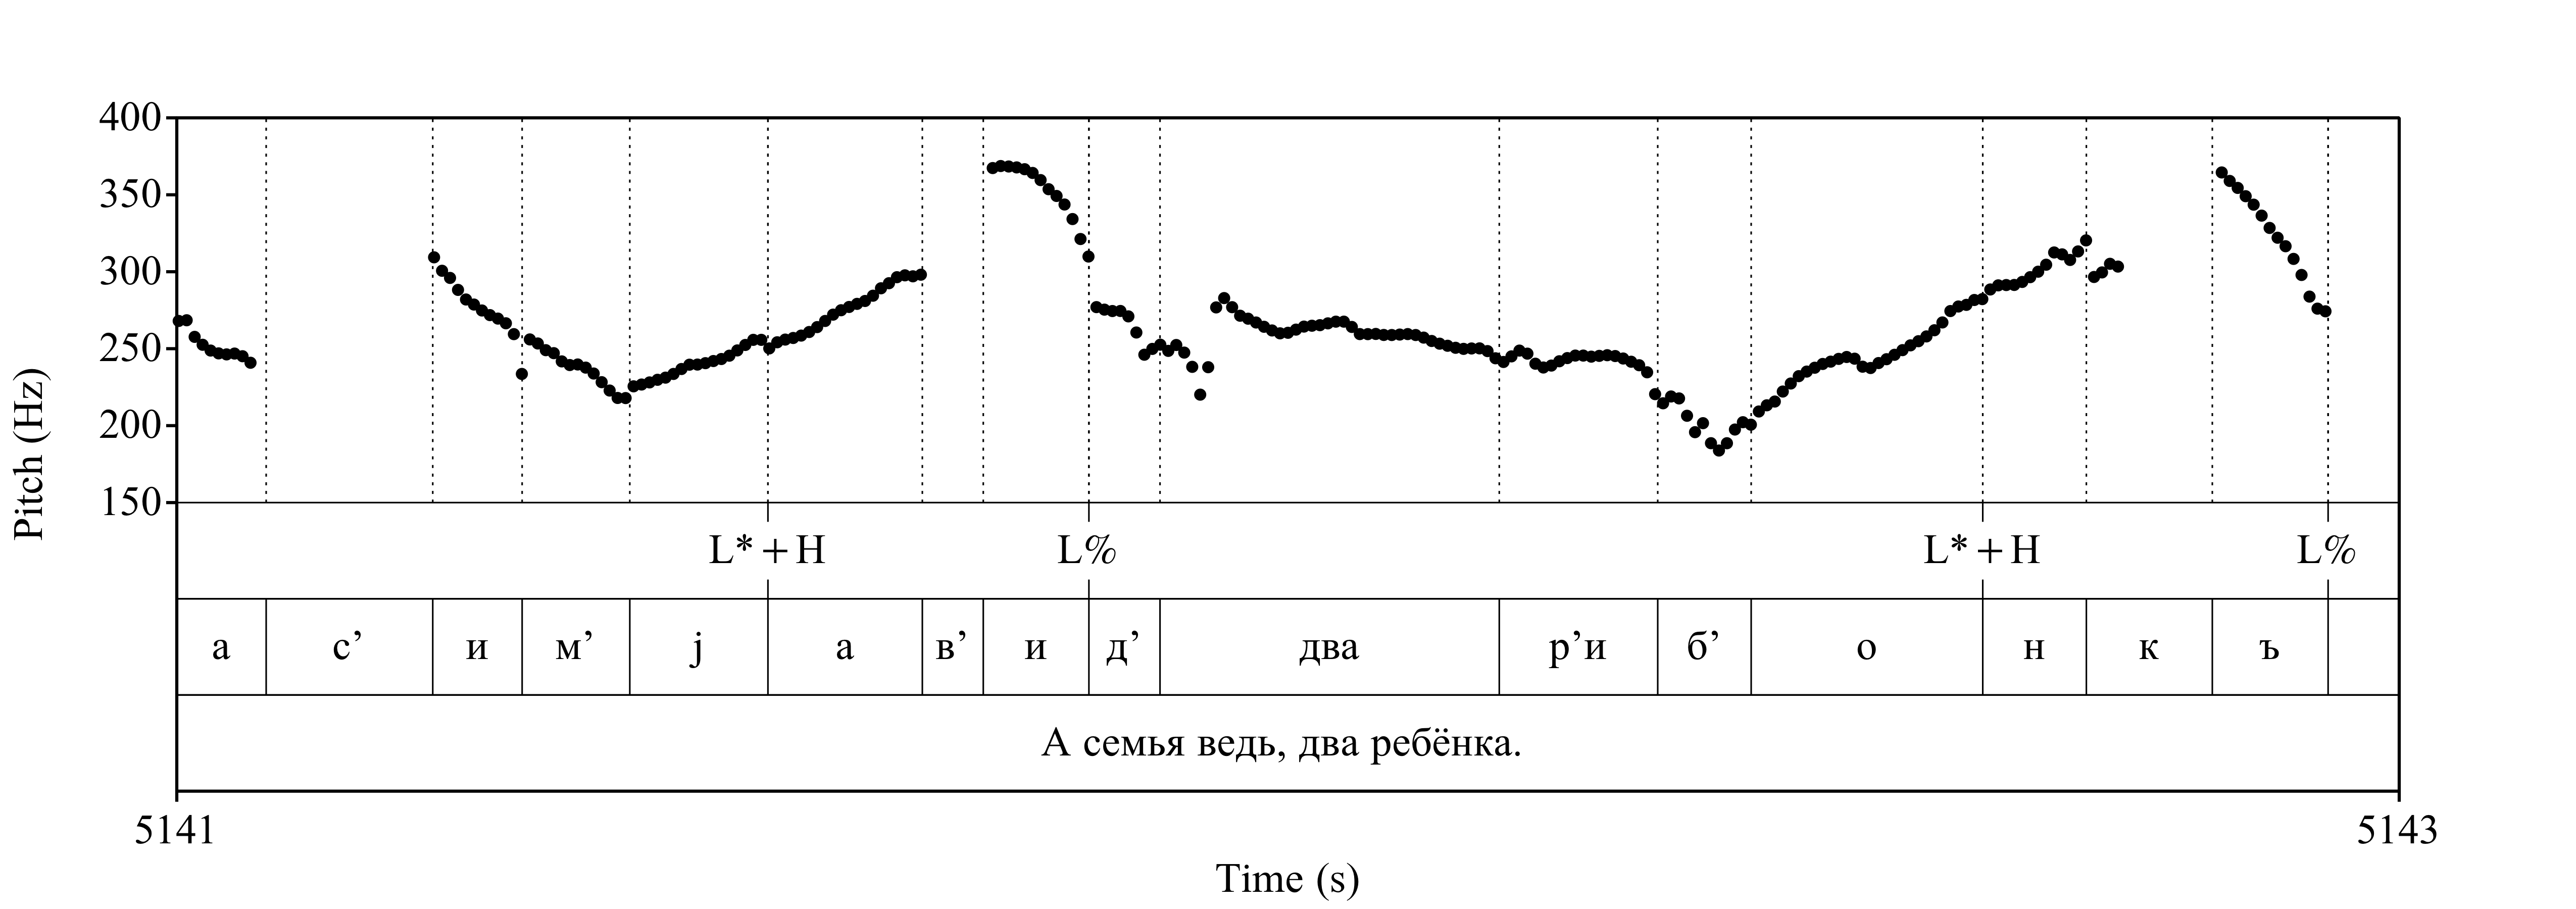 400
350
300
250
200
150
Pitch (Hz)
L*+H L% L*+H L%
а с’ и м’ j а в’ и д’ два р’и б’ о н к ъ
А семья ведь, два ребёнка.
5141 5143
Time (s)